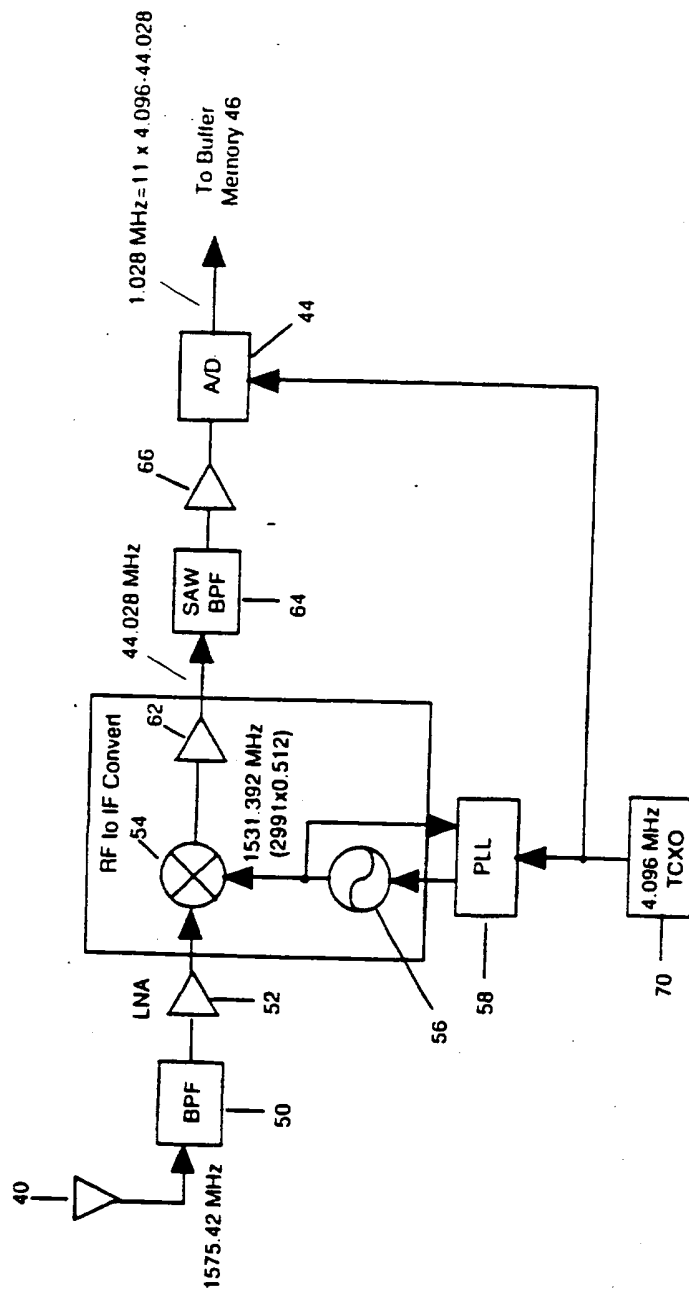 40
1575.42 MHz
BPF
50
LNA
52
RF to IF Convert
54
62
1531.392 MHz
(2991x0.512)
56
PLL
58
4.096 MHz
TCXO
70
44.028 MHz
SAW
BPF
64
66
A/D
44
1.028 MHz=11 x 4.096-44.028
To Buffer
Memory 46